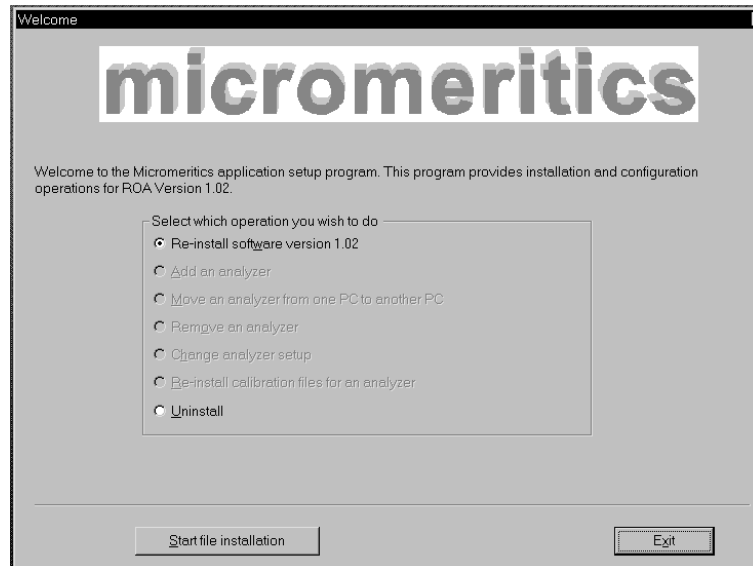 Welcome
micromeritics
Welcome to the Micromeritics application setup program. This program provides installation and configuration
operations for ROA Version 1.02.
Select which operation you wish to do
Re-install software version 1.02
Add an analyzer
Move an analyzer from one PC to another PC
Remove an analyzer
Change analyzer setup
Re-install calibration files for an analyzer
Uninstall
Start file installation
Exit